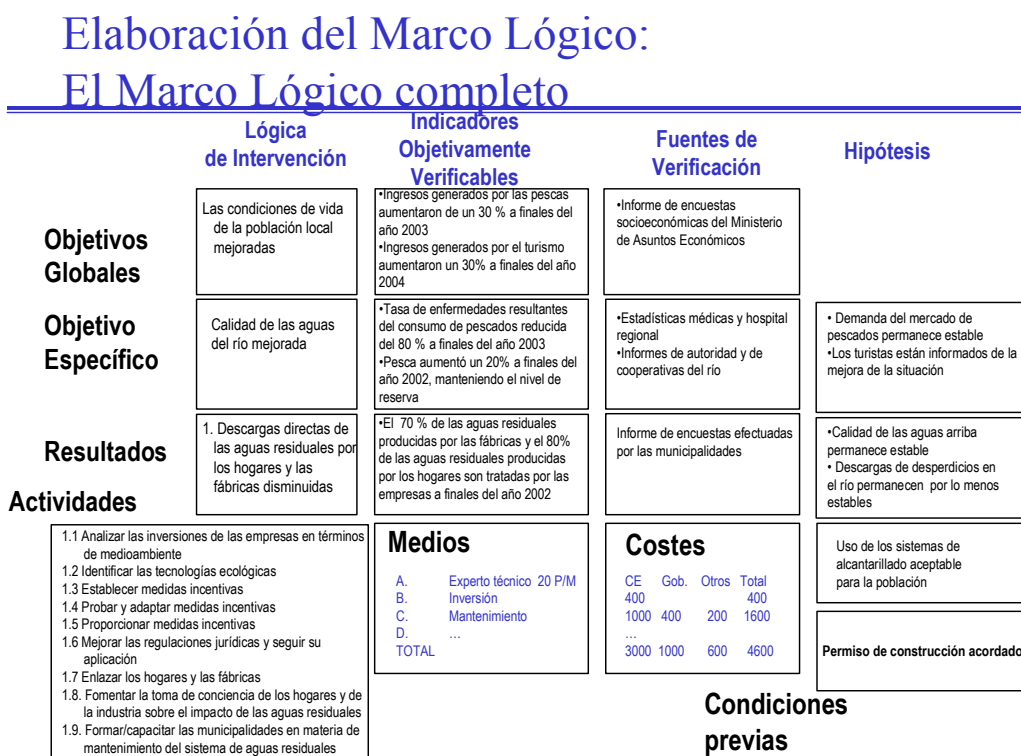 Elaboración del Marco Lógico:
El Marco Lógico completo
Lógica
de Intervención
Indicadores
Objetivamente
Verificables
Fuentes de
Verificación
Hipótesis
Objetivos
Globales
Las condiciones de vida
de la población local
mejoradas
•Ingresos generados por las pescas
aumentaron de un 30 % a finales del
año 2003
•Ingresos generados por el turismo
aumentaron un 30% a finales del año
2004
•Informe de encuestas
socioeconómicas del Ministerio
de Asuntos Económicos
Objetivo
Específico
Calidad de las aguas
del río mejorada
•Tasa de enfermedades resultantes
del consumo de pescados reducida
del 80 % a finales del año 2003
•Pesca aumentó un 20% a finales del
año 2002, manteniendo el nivel de
reserva
•Estadísticas médicas y hospital
regional
•Informes de autoridad y de
cooperativas del río
• Demanda del mercado de
pescados permanece estable
•Los turistas están informados de la
mejora de la situación
Resultados
1. Descargas directas de
las aguas residuales por
los hogares y las
fábricas disminuidas
•El 70 % de las aguas residuales
producidas por las fábricas y el 80%
de las aguas residuales producidas
por los hogares son tratadas por las
empresas a finales del año 2002
Informe de encuestas efectuadas
por las municipalidades
•Calidad de las aguas arriba
permanece estable
• Descargas de desperdicios en
el río permanecen por lo menos
estables
Actividades
1.1 Analizar las inversiones de las empresas en términos
de medioambiente
1.2 Identificar las tecnologías ecológicas
1.3 Establecer medidas incentivas
1.4 Probar y adaptar medidas incentivas
1.5 Proporcionar medidas incentivas
1.6 Mejorar las regulaciones jurídicas y seguir su
aplicación
1.7 Enlazar los hogares y las fábricas
1.8. Fomentar la toma de conciencia de los hogares y de
la industria sobre el impacto de las aguas residuales
1.9. Formar/capacitar las municipalidades en materia de
mantenimiento del sistema de aguas residuales
Medios
A. Experto técnico 20 P/M
B. Inversión
C. Mantenimiento
D. …
TOTAL
Costes
CE Gob. Otros Total
400 400
1000 400 200 1600
…
3000 1000 600 4600
Uso de los sistemas de
alcantarillado aceptable
para la población
Permiso de construcción acordado
Condiciones
previas